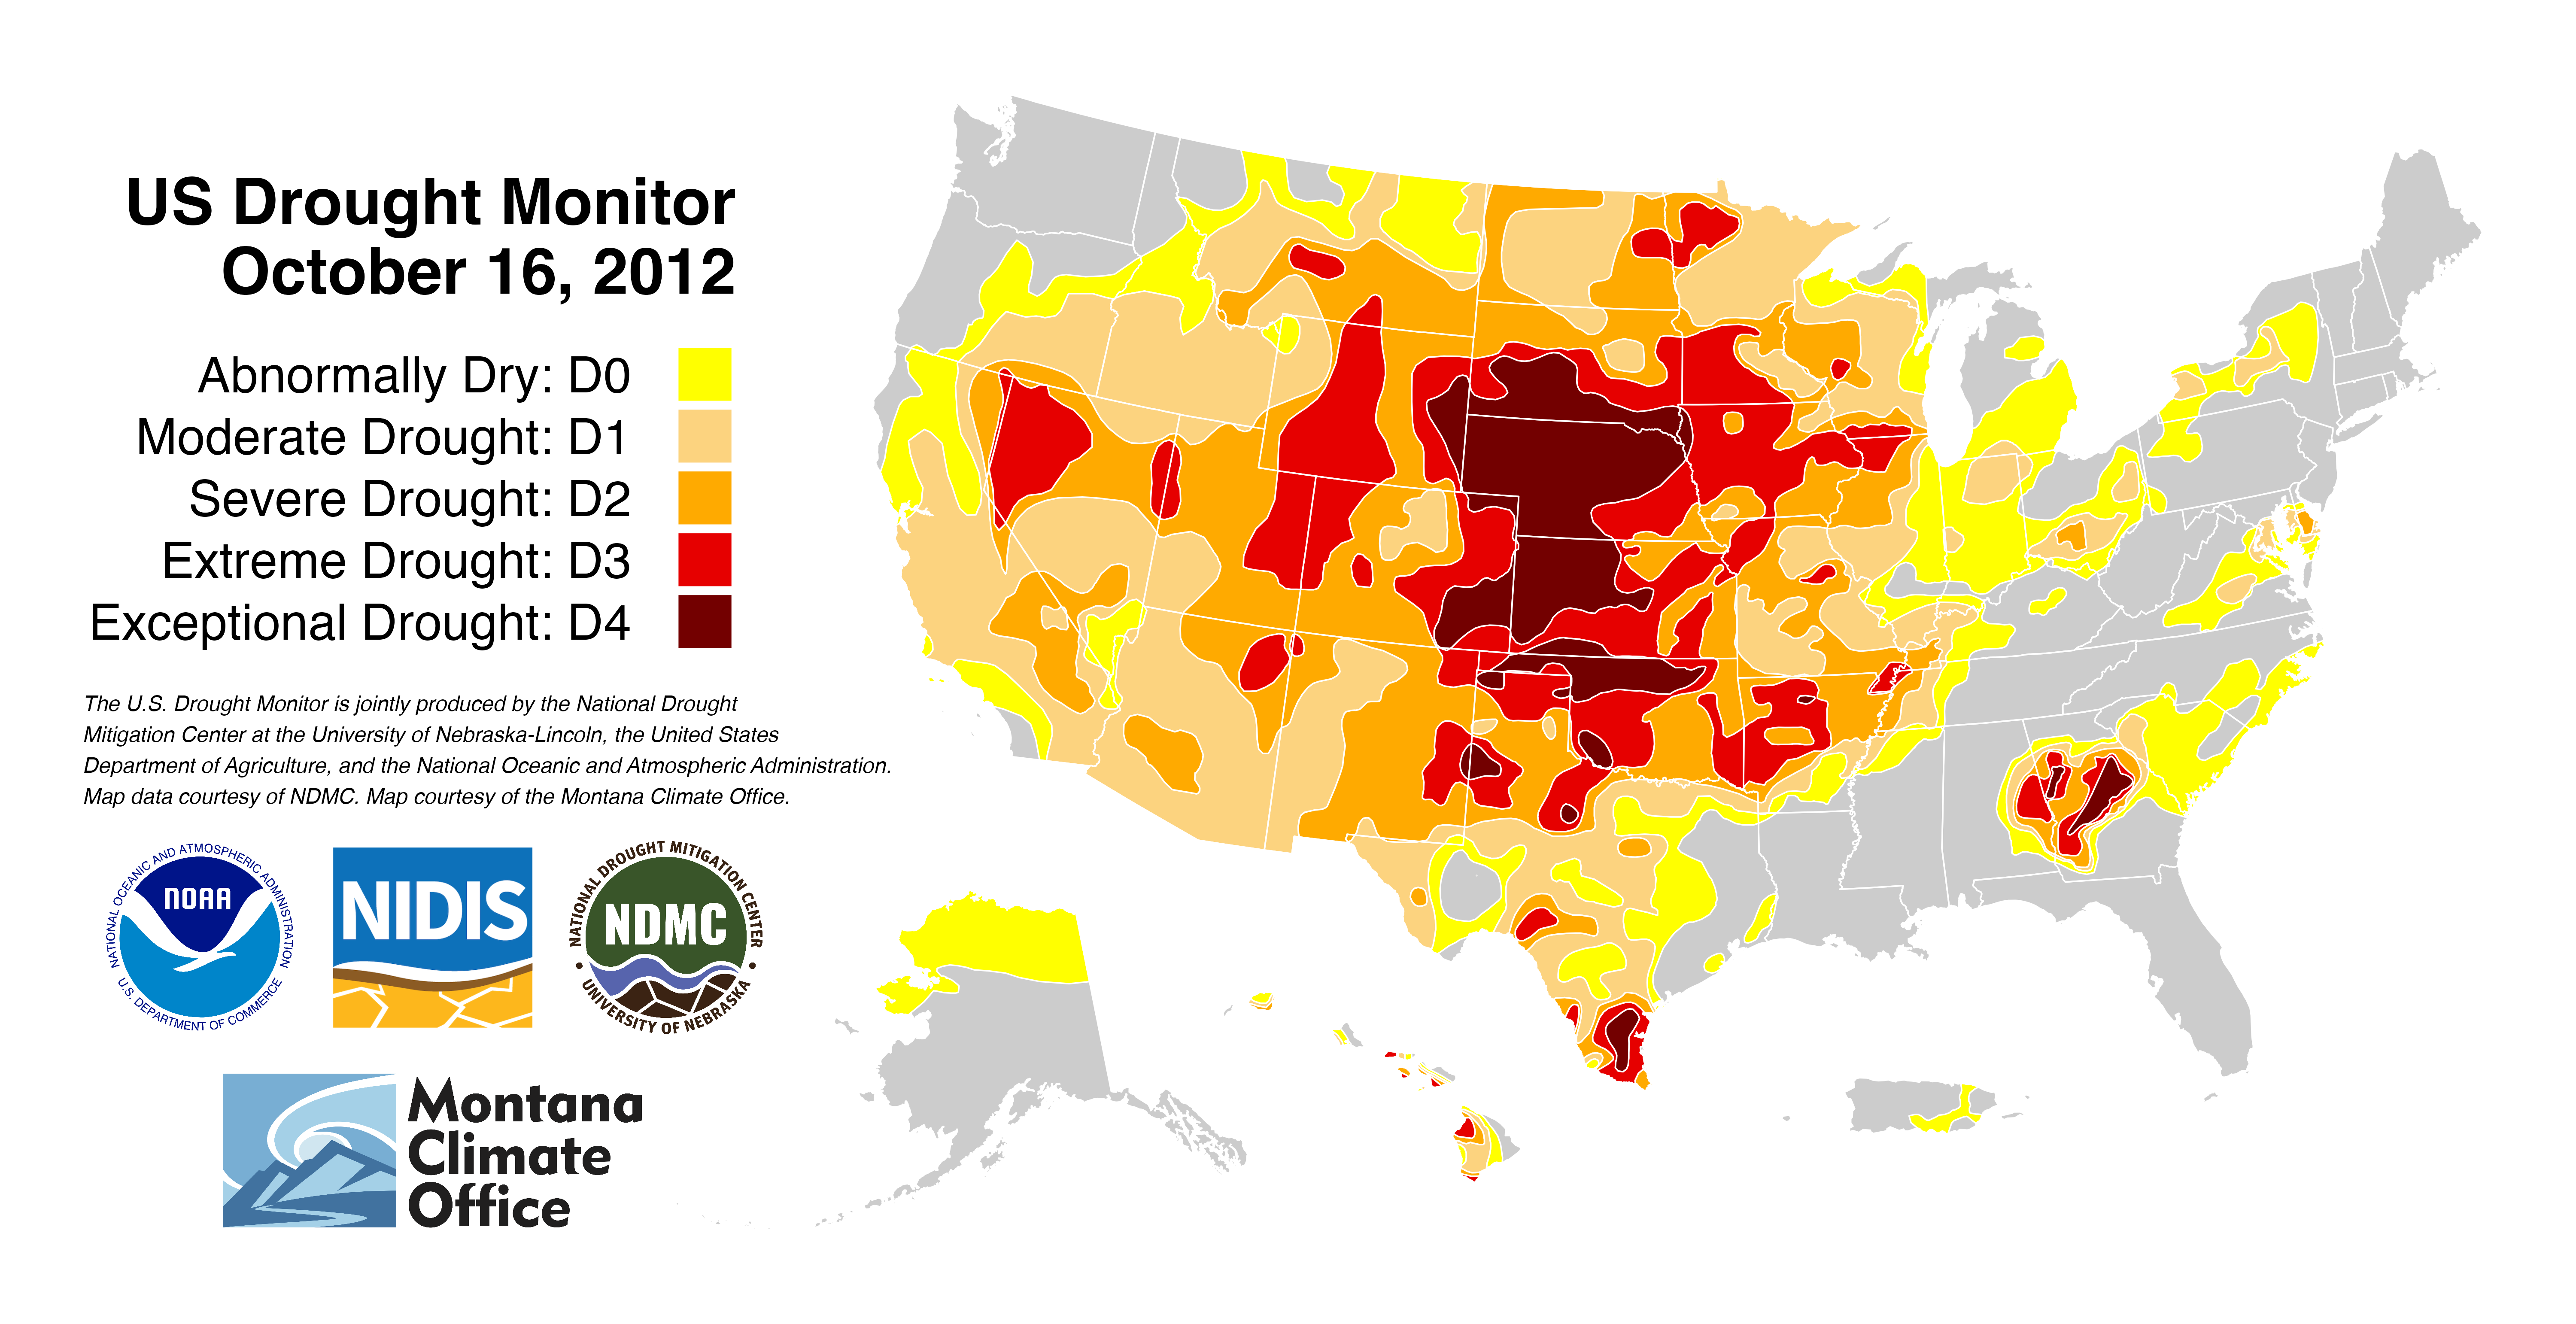 US Drought Monitor
October 16, 2012
Abnormally Dry: D0
Moderate Drought: D1
Severe Drought: D2
Extreme Drought: D3
Exceptional Drought: D4
The U.S. Drought Monitor is jointly produced by the National Drought
Mitigation Center at the University of Nebraska-Lincoln, the United States
Department of Agriculture, and the National Oceanic and Atmospheric Administration.
Map data courtesy of NDMC. Map courtesy of the Montana Climate Office.
NATIONAL OCEANIC AND ATMOSPHERIC ADMINISTRATION
NOAA
U.S. DEPARTMENT OF COMMERCE
NIDIS
NATIONAL DROUGHT MITIGATION CENTER
NDMC
UNIVERSITY OF NEBRASKA
Montana
Climate
Office